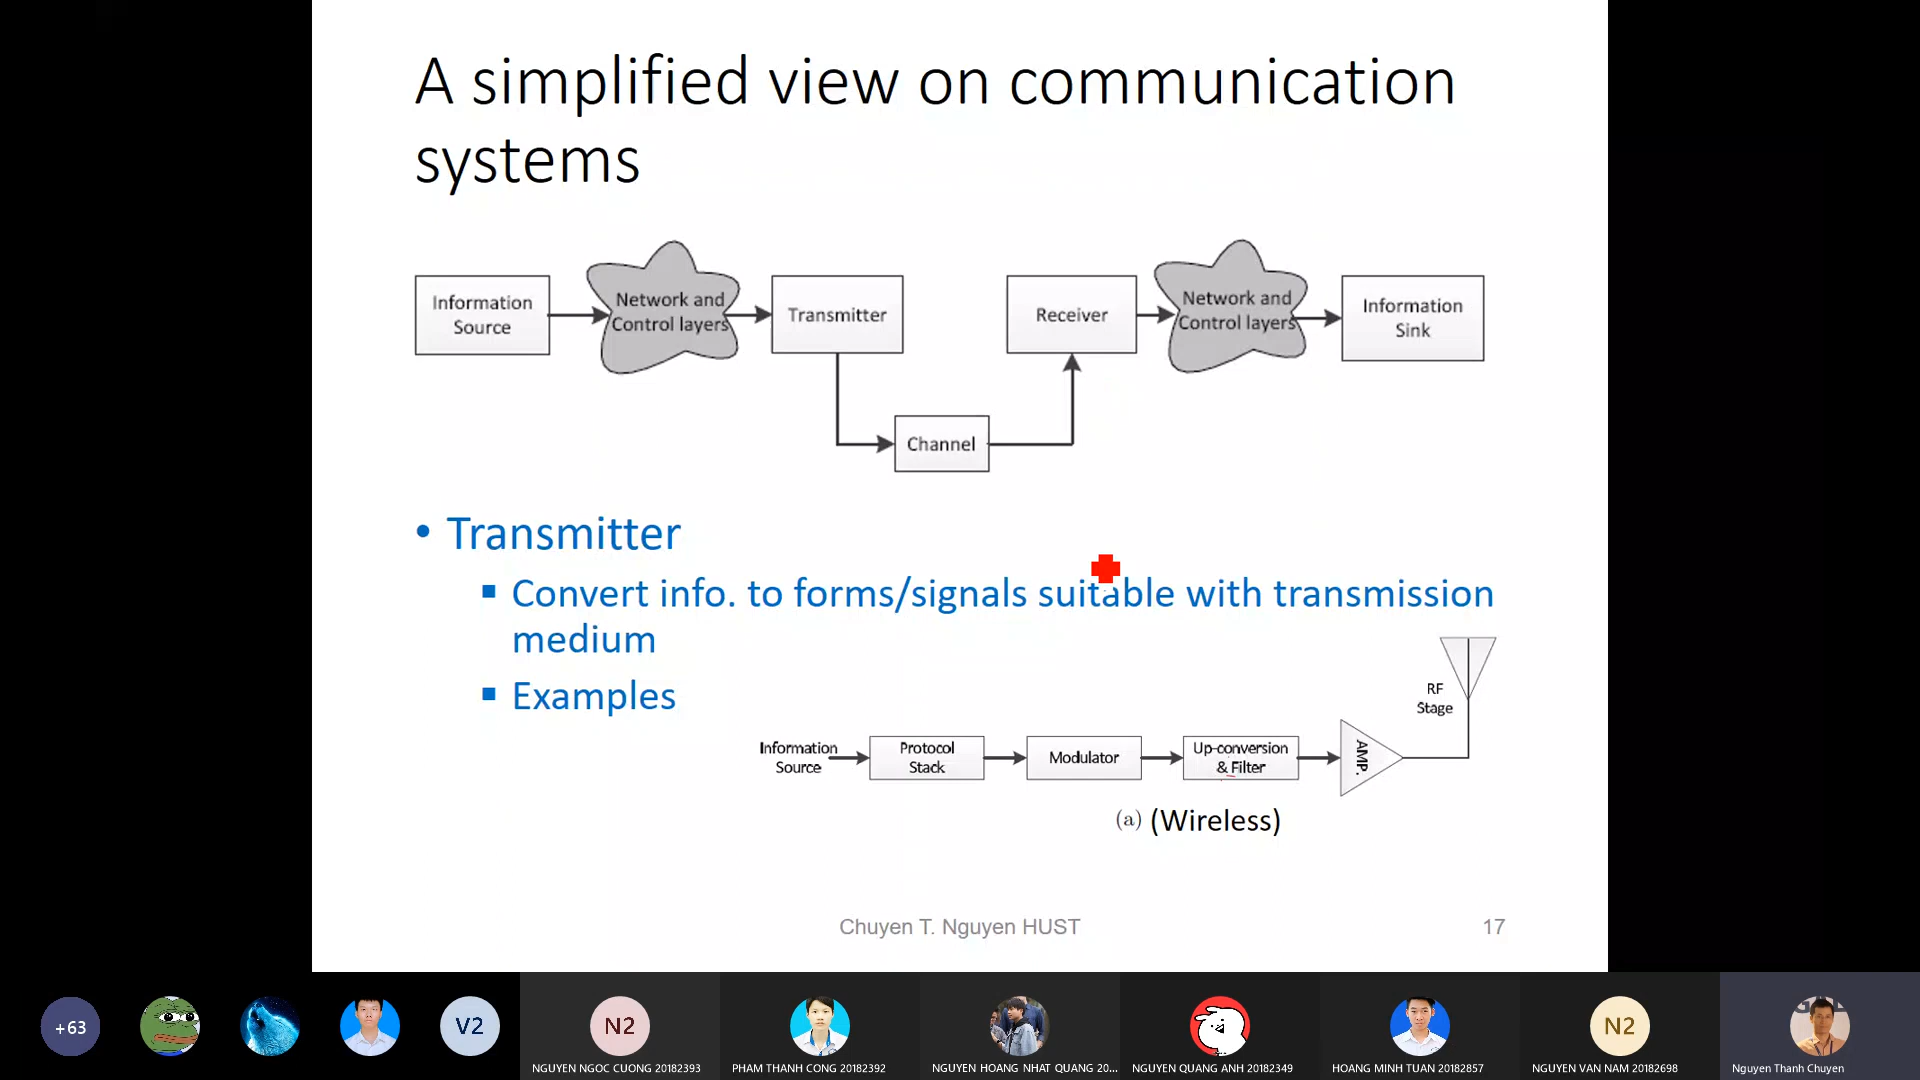 A simplified view on communication
systems
Information
Source
Network and
Control layers
Transmitter
Receiver
Network and
Control layers
Information
Sink
Channel
• Transmitter
▪ Convert info. to forms/signals suitable with transmission
medium
▪ Examples
Information
Source
Protocol
Stack
Modulator
Up-conversion
& Filter
AMP.
RF
Stage
(a) (Wireless)
Chuyen T. Nguyen HUST
17
+63
V2
N2
N2
NGUYEN NGOC CUONG 20182393
PHAM THANH CONG 20182392
NGUYEN HOANG NHAT QUANG 20...
NGUYEN QUANG ANH 20182349
HOANG MINH TUAN 20182857
NGUYEN VAN NAM 20182698
Nguyen Thanh Chuyen